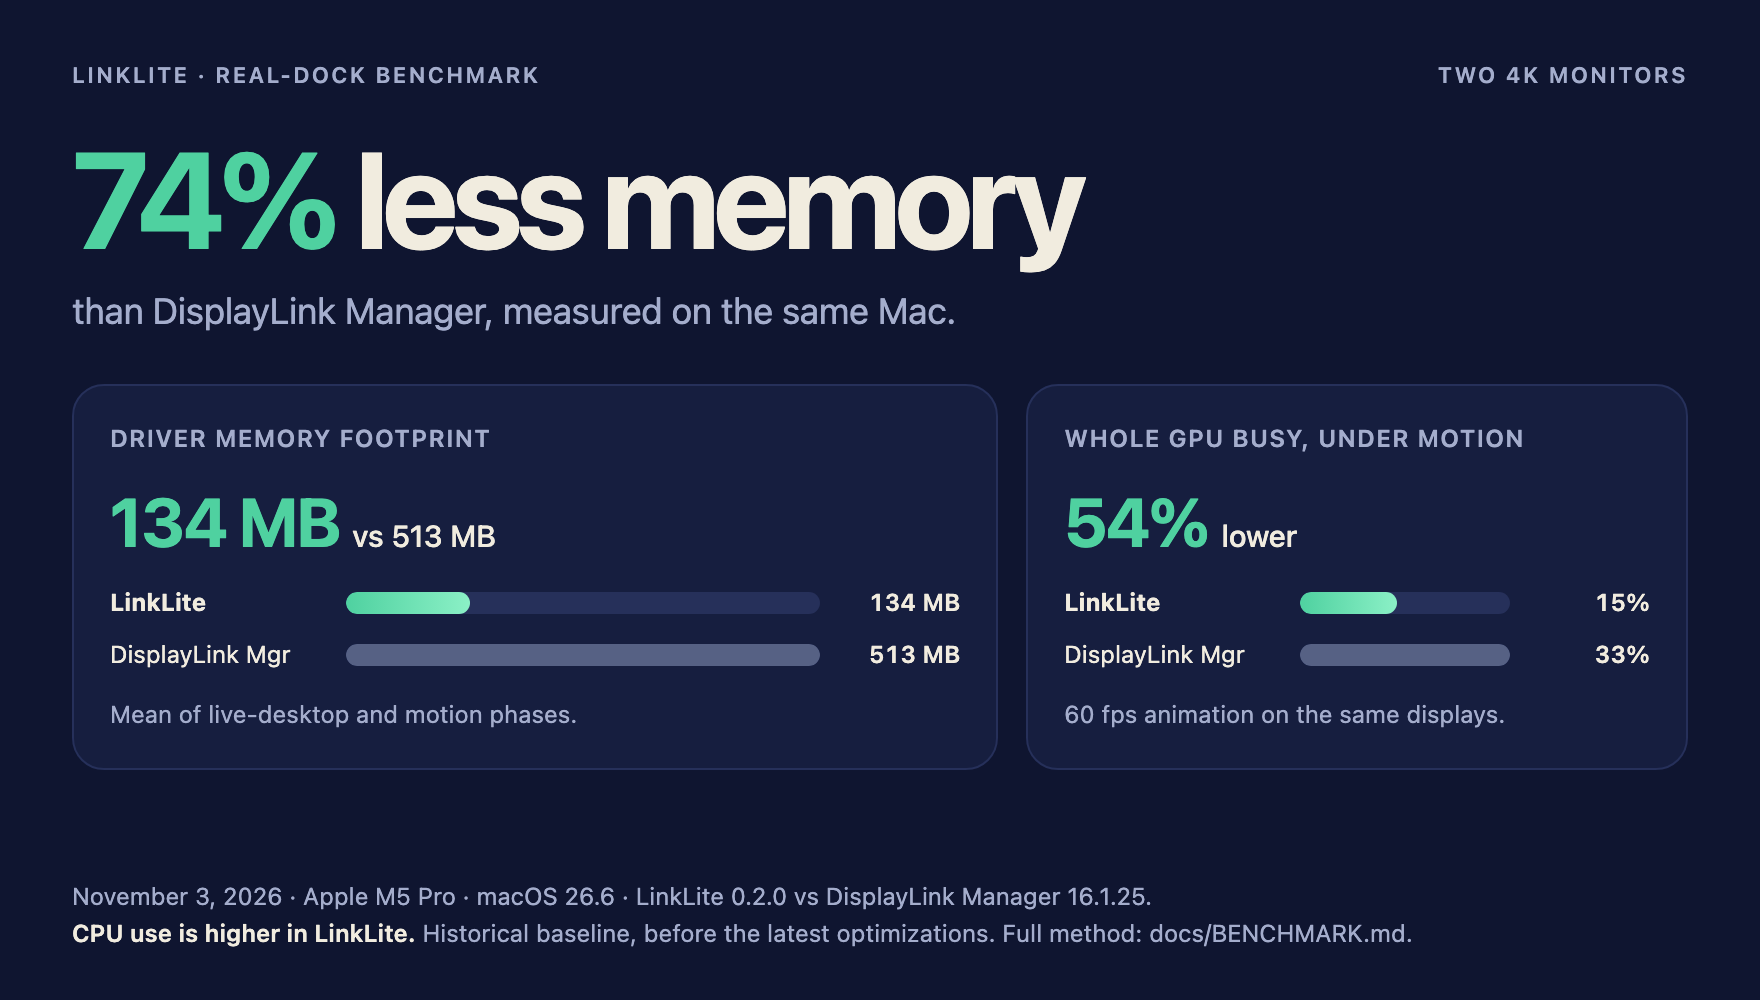 LINKLITE · REAL-DOCK BENCHMARK
TWO 4K MONITORS
74% less memory
than DisplayLink Manager, measured on the same Mac.
DRIVER MEMORY FOOTPRINT
134 MB vs 513 MB
LinkLite 134 MB
DisplayLink Mgr 513 MB
Mean of live-desktop and motion phases.
WHOLE GPU BUSY, UNDER MOTION
54% lower
LinkLite 15%
DisplayLink Mgr 33%
60 fps animation on the same displays.
November 3, 2026 · Apple M5 Pro · macOS 26.6 · LinkLite 0.2.0 vs DisplayLink Manager 16.1.25.
CPU use is higher in LinkLite. Historical baseline, before the latest optimizations. Full method: docs/BENCHMARK.md.